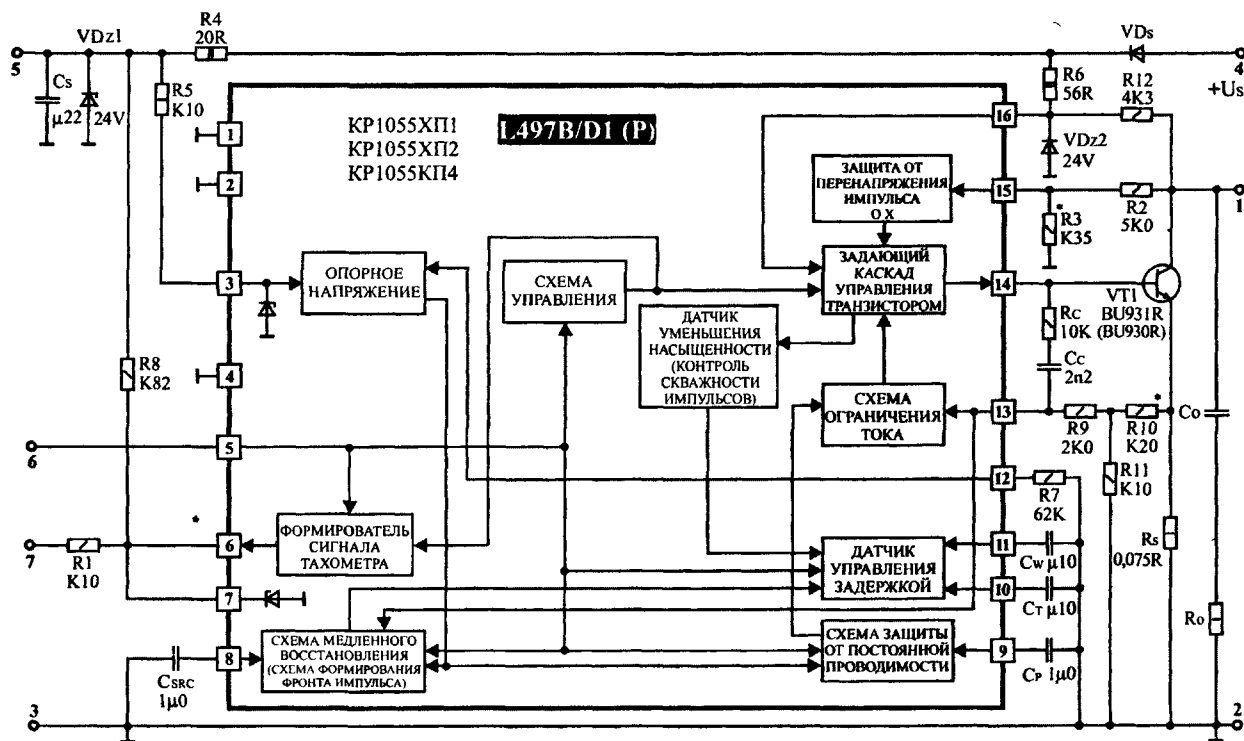 VDz1
R4
20R
VDs
5
4
+Us
Cs
µ22
24V
R5
K10
R6
56R
R12
4K3
1
КР1055ХП1
КР1055ХП2
КР1055КП4
L497B/D1 (P)
16
VDz2
24V
2
ЗАЩИТА ОТ
ПЕРЕНАПРЯЖЕНИЯ
ИМПУЛЬСА
О Х
15
1
*
R3
K35
R2
5K0
3
ОПОРНОЕ
НАПРЯЖЕНИЕ
СХЕМА
УПРАВЛЕНИЯ
ЗАДАЮЩИЙ
КАСКАД
УПРАВЛЕНИЯ
ТРАНЗИСТОРОМ
14
VT1
BU931R
(BU930R)
ДАТЧИК
УМЕНЬШЕНИЯ
НАСЫЩЕННОСТИ
(КОНТРОЛЬ
СКВАЖНОСТИ
ИМПУЛЬСОВ)
Rc
10K
Cc
2n2
R8
K82
4
СХЕМА
ОГРАНИЧЕНИЯ
ТОКА
13
R9
2K0
*
R10
K20
Co
6
5
R11
K10
12
R7
62K
*
7
R1
K10
6
ФОРМИРОВАТЕЛЬ
СИГНАЛА
ТАХОМЕТРА
ДАТЧИК
УПРАВЛЕНИЯ
ЗАДЕРЖКОЙ
11
Cw µ10
Rs
0,075R
7
10
CT µ10
Ro
8
СХЕМА МЕДЛЕННОГО
ВОССТАНОВЛЕНИЯ
(СХЕМА ФОРМИРОВАНИЯ
ФРОНТА ИМПУЛЬСА)
СХЕМА ЗАЩИТЫ
ОТ ПОСТОЯННОЙ
ПРОВОДИМОСТИ
9
CP 1µ0
CSRC
1µ0
3
2